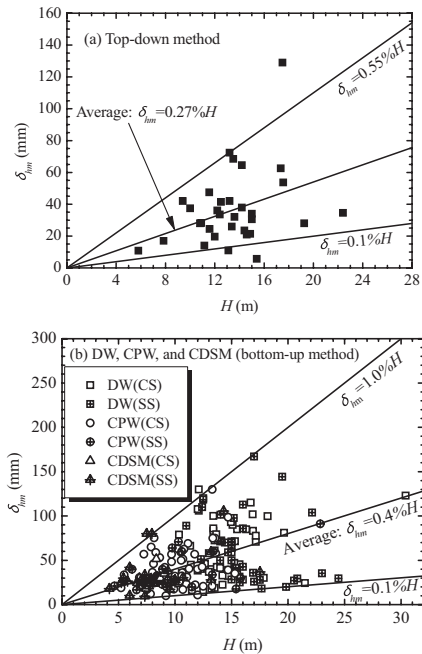 160
140
120
100
80
60
40
20
0
δhm (mm)
(a) Top-down method
δhm=0.55%H
Average: δhm=0.27%H
δhm=0.1%H
0 4 8 12 16 20 24 28
H (m)
300
250
200
150
100
50
0
δhm (mm)
(b) DW, CPW, and CDSM (bottom-up method)
DW(CS)
DW(SS)
CPW(CS)
CPW(SS)
CDSM(CS)
CDSM(SS)
δhm=1.0%H
Average: δhm=0.4%H
δhm=0.1%H
0 5 10 15 20 25 30
H (m)